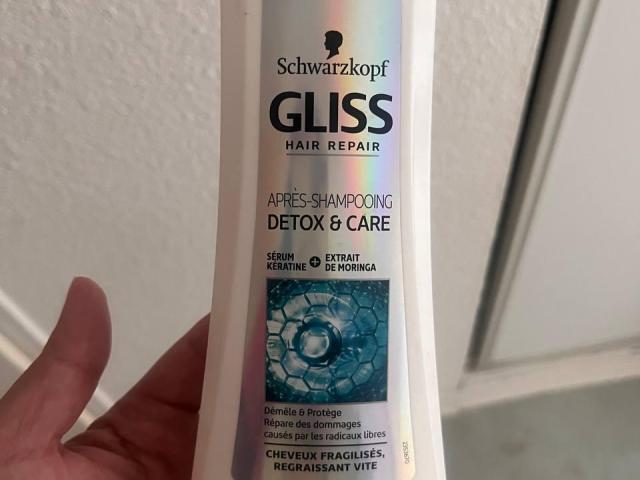 Schwarzkopf
GLISS
HAIR REPAIR
APRÈS-SHAMPOOING
DETOX & CARE
SÉRUM KÉRATINE + EXTRAIT DE MORINGA
Démêle & Protège
Répare des dommages
causés par les radicaux libres
CHEVEUX FRAGILISÉS,
REGRAISSANT VITE